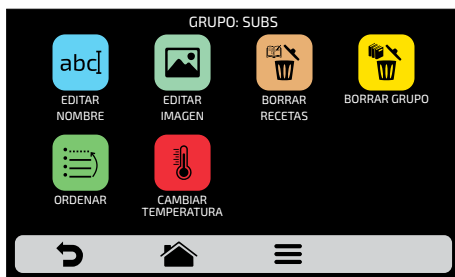 GRUPO: SUBS
abc
EDITAR
NOMBRE
EDITAR
IMAGEN
BORRAR
RECETAS
BORRAR GRUPO
ORDENAR
CAMBIAR
TEMPERATURA